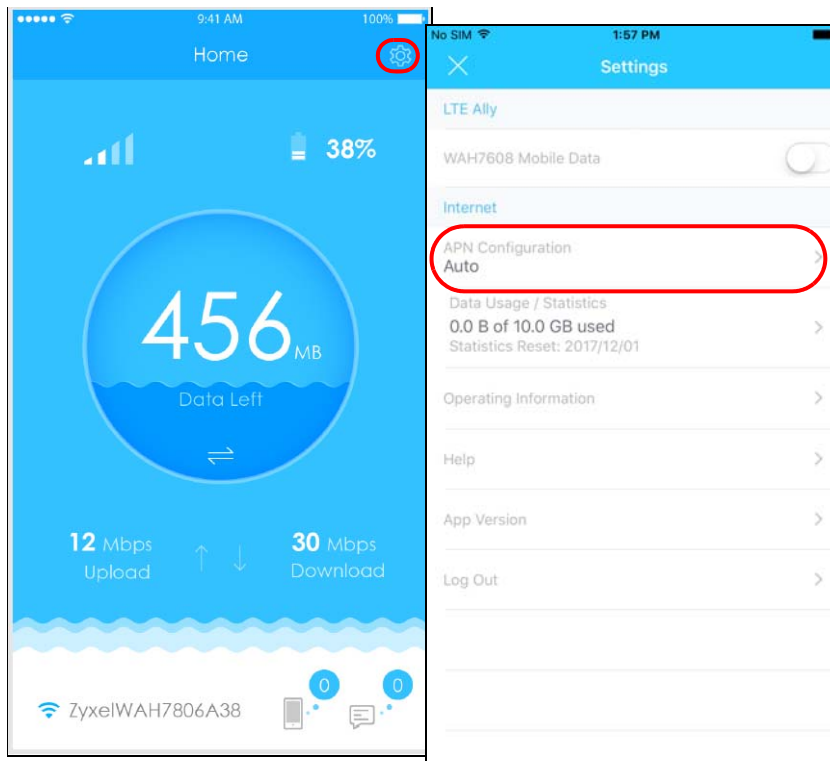 9:41 AM
100%
Home
38%
456 MB
Data Left
12 Mbps
Upload
30 Mbps
Download
ZyxelWAH7806A38
0
0
No SIM
1:57 PM
Settings
LTE Ally
WAH7608 Mobile Data
Internet
APN Configuration
Auto
Data Usage / Statistics
0.0 B of 10.0 GB used
Statistics Reset: 2017/12/01
Operating Information
Help
App Version
Log Out